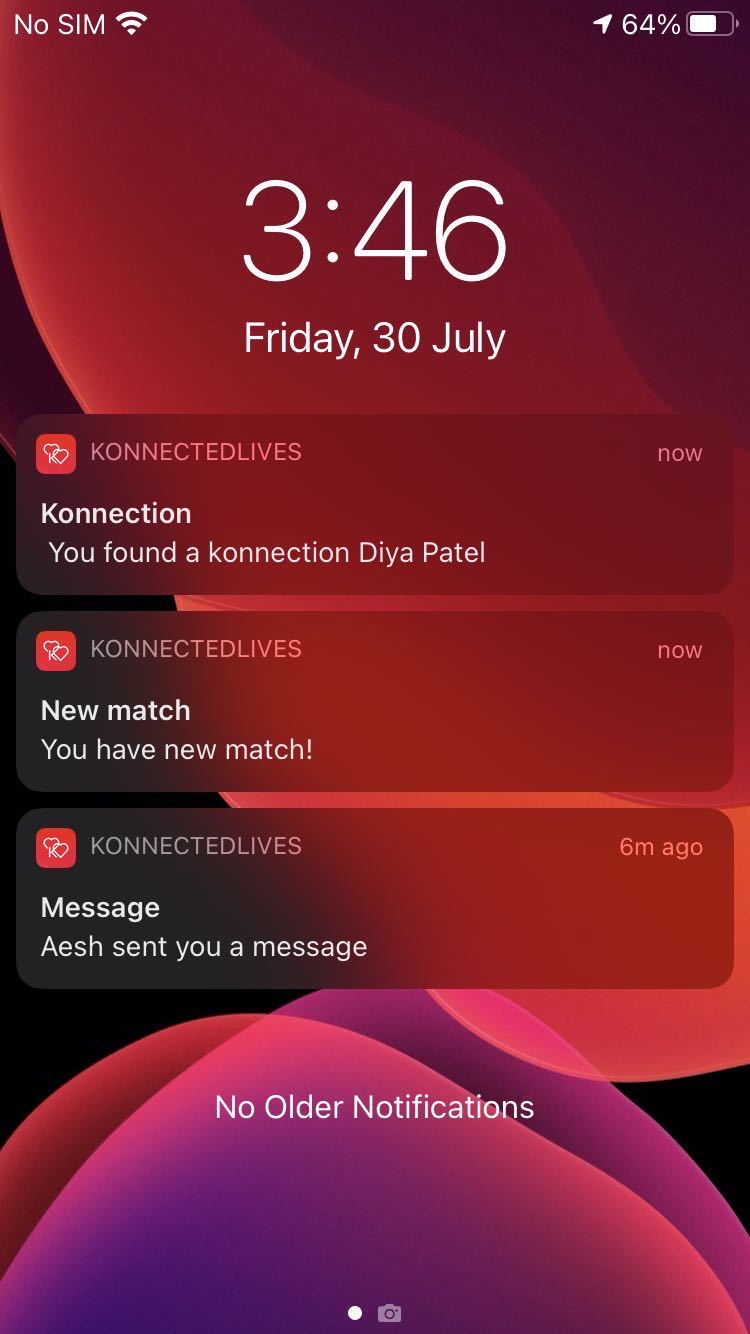 No SIM 64%
3:46
Friday, 30 July
KONNECTEDLIVES now
Konnection
You found a konnection Diya Patel
KONNECTEDLIVES now
New match
You have new match!
KONNECTEDLIVES 6m ago
Message
Aesh sent you a message
No Older Notifications